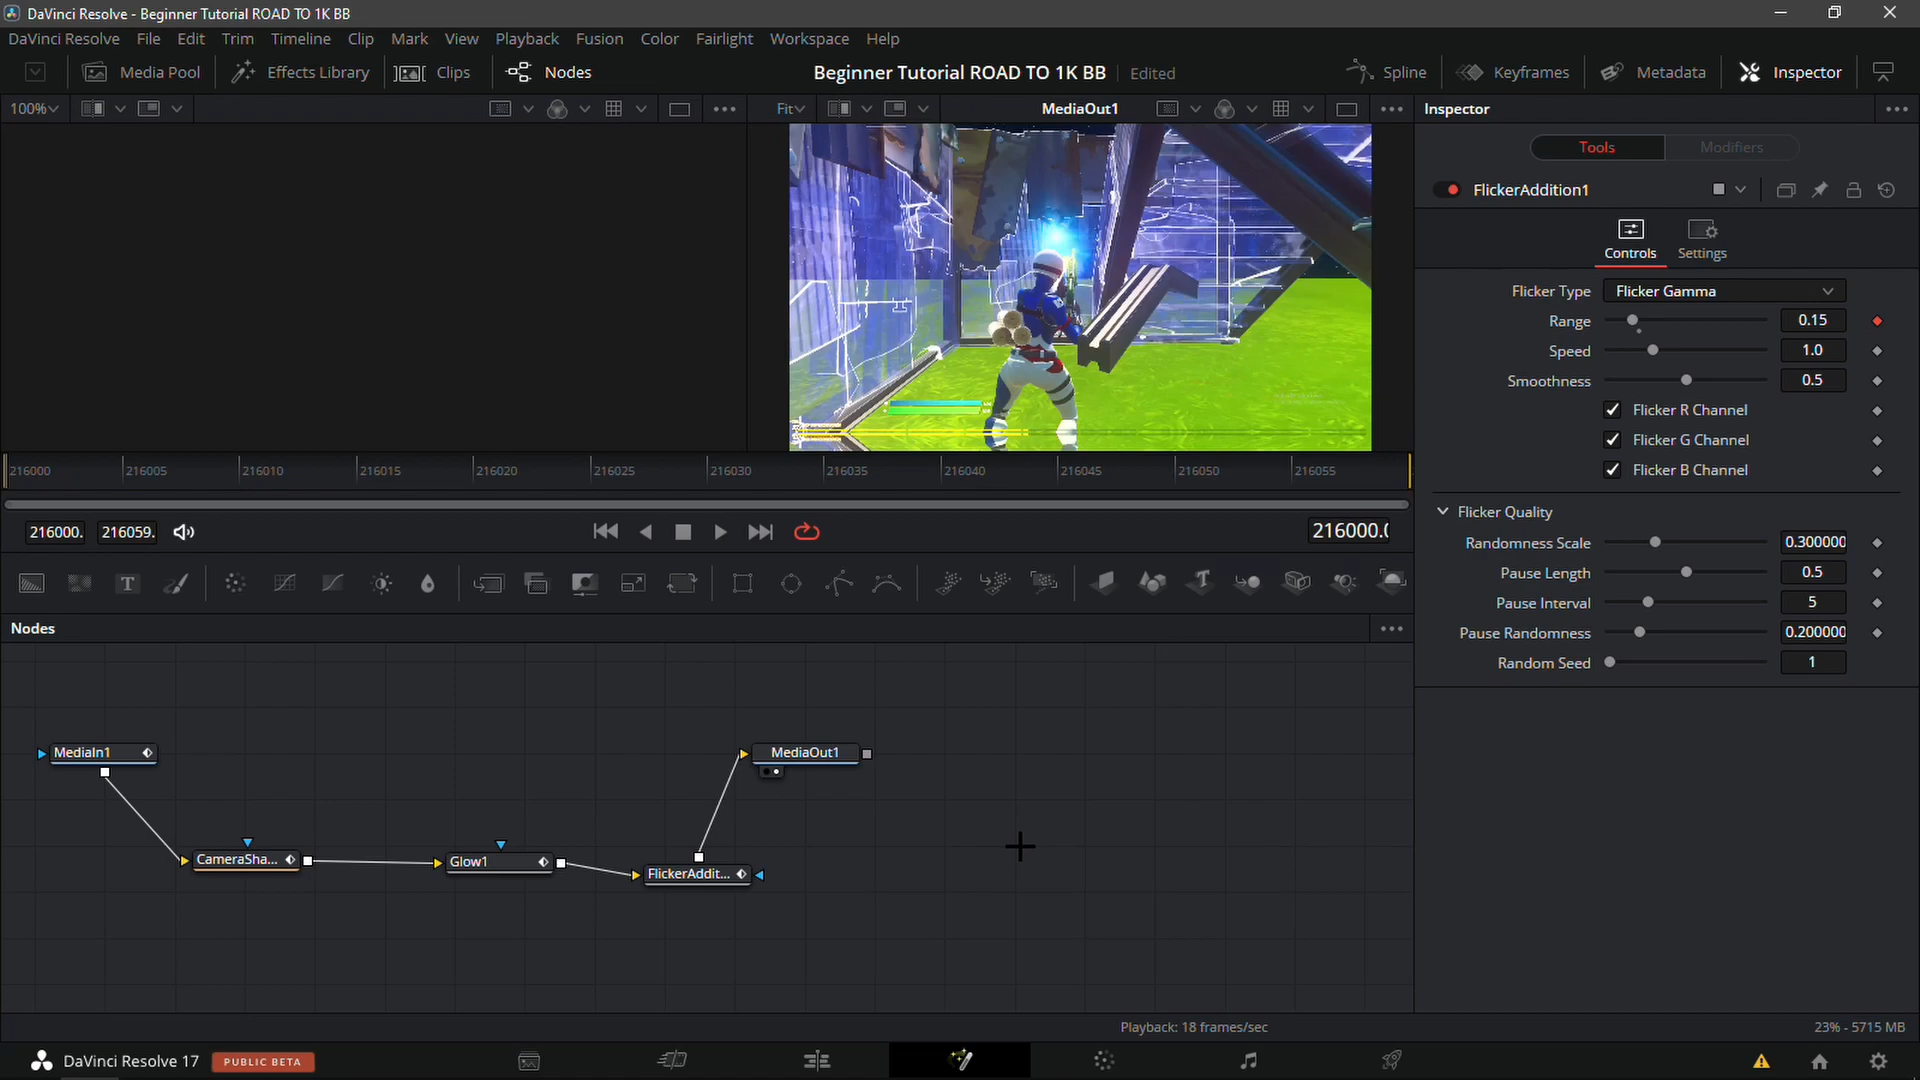 DaVinci Resolve - Beginner Tutorial ROAD TO 1K BB
DaVinci Resolve File Edit Trim Timeline Clip Mark View Playback Fusion Color Fairlight Workspace Help
Media Pool Effects Library Clips Nodes Beginner Tutorial ROAD TO 1K BB Edited Spline Keyframes Metadata Inspector
100% Fit MediaOut1 Inspector
Tools Modifiers
FlickerAddition1
Controls Settings
Flicker Type Flicker Gamma
Range 0.15
Speed 1.0
Smoothness 0.5
Flicker R Channel
Flicker G Channel
Flicker B Channel
216000 216005 216010 216015 216020 216025 216030 216035 216040 216045 216050 216055
Flicker Quality
216000. 216059. 216000.0
Randomness Scale 0.300000
Pause Length 0.5
Pause Interval 5
Pause Randomness 0.200000
Random Seed 1
Nodes
MediaIn1
MediaOut1
CameraSha...
Glow1
FlickerAddit...
Playback: 18 frames/sec 23% - 5715 MB
DaVinci Resolve 17 PUBLIC BETA